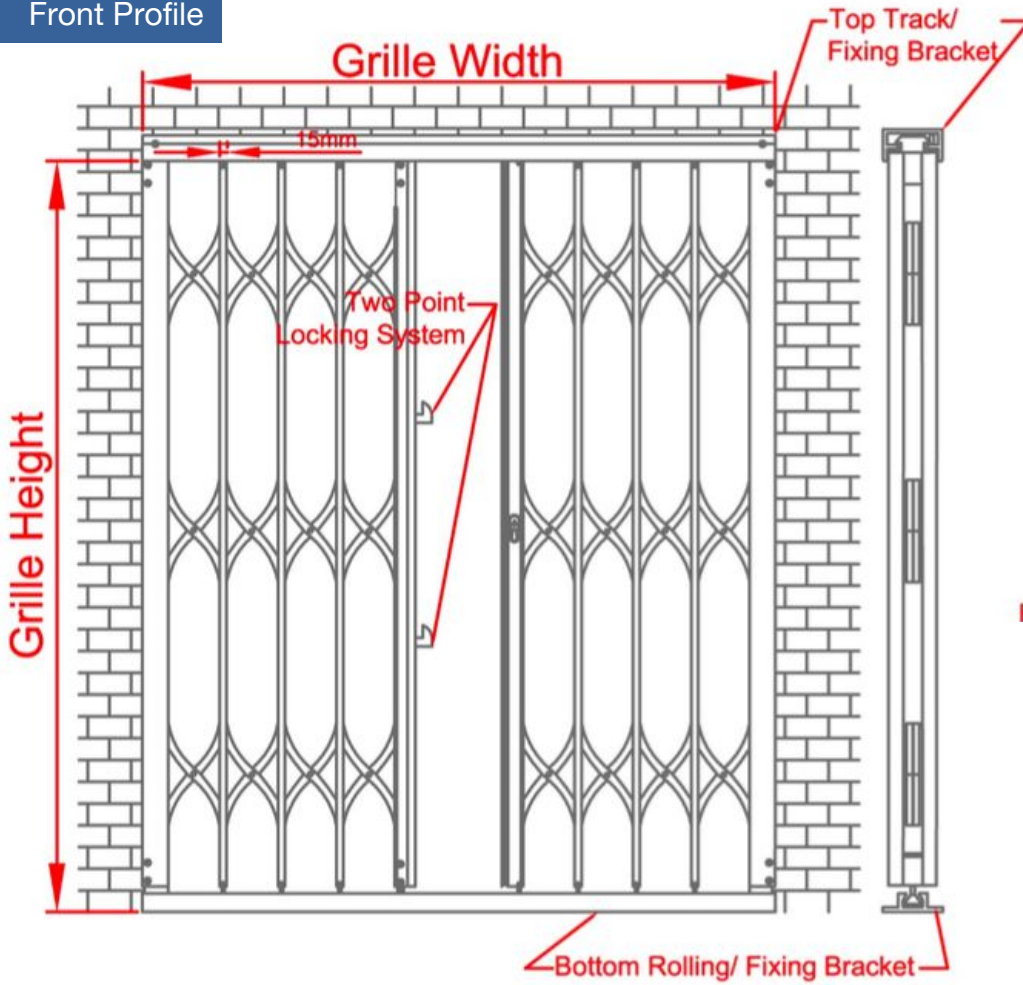 Front Profile
Top Track/
Fixing Bracket
Grille Width
15mm
Two Point
Locking System
Grille Height
Bottom Rolling/ Fixing Bracket